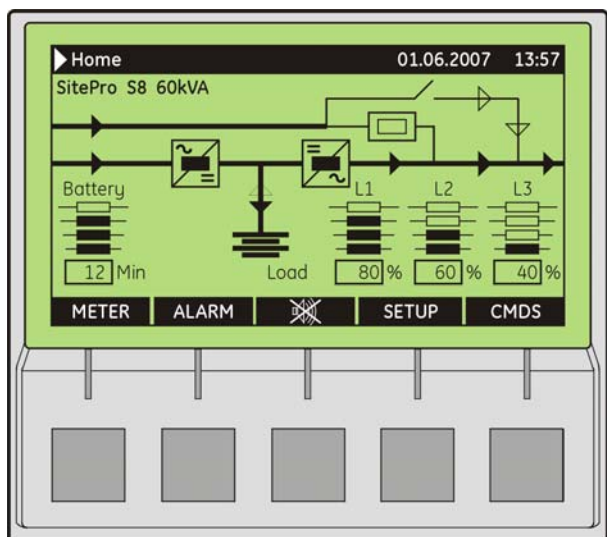 Home 01.06.2007 13:57
SitePro S8 60kVA
Battery L1 L2 L3
12 Min Load 80 % 60 % 40 %
METER ALARM SETUP CMDS